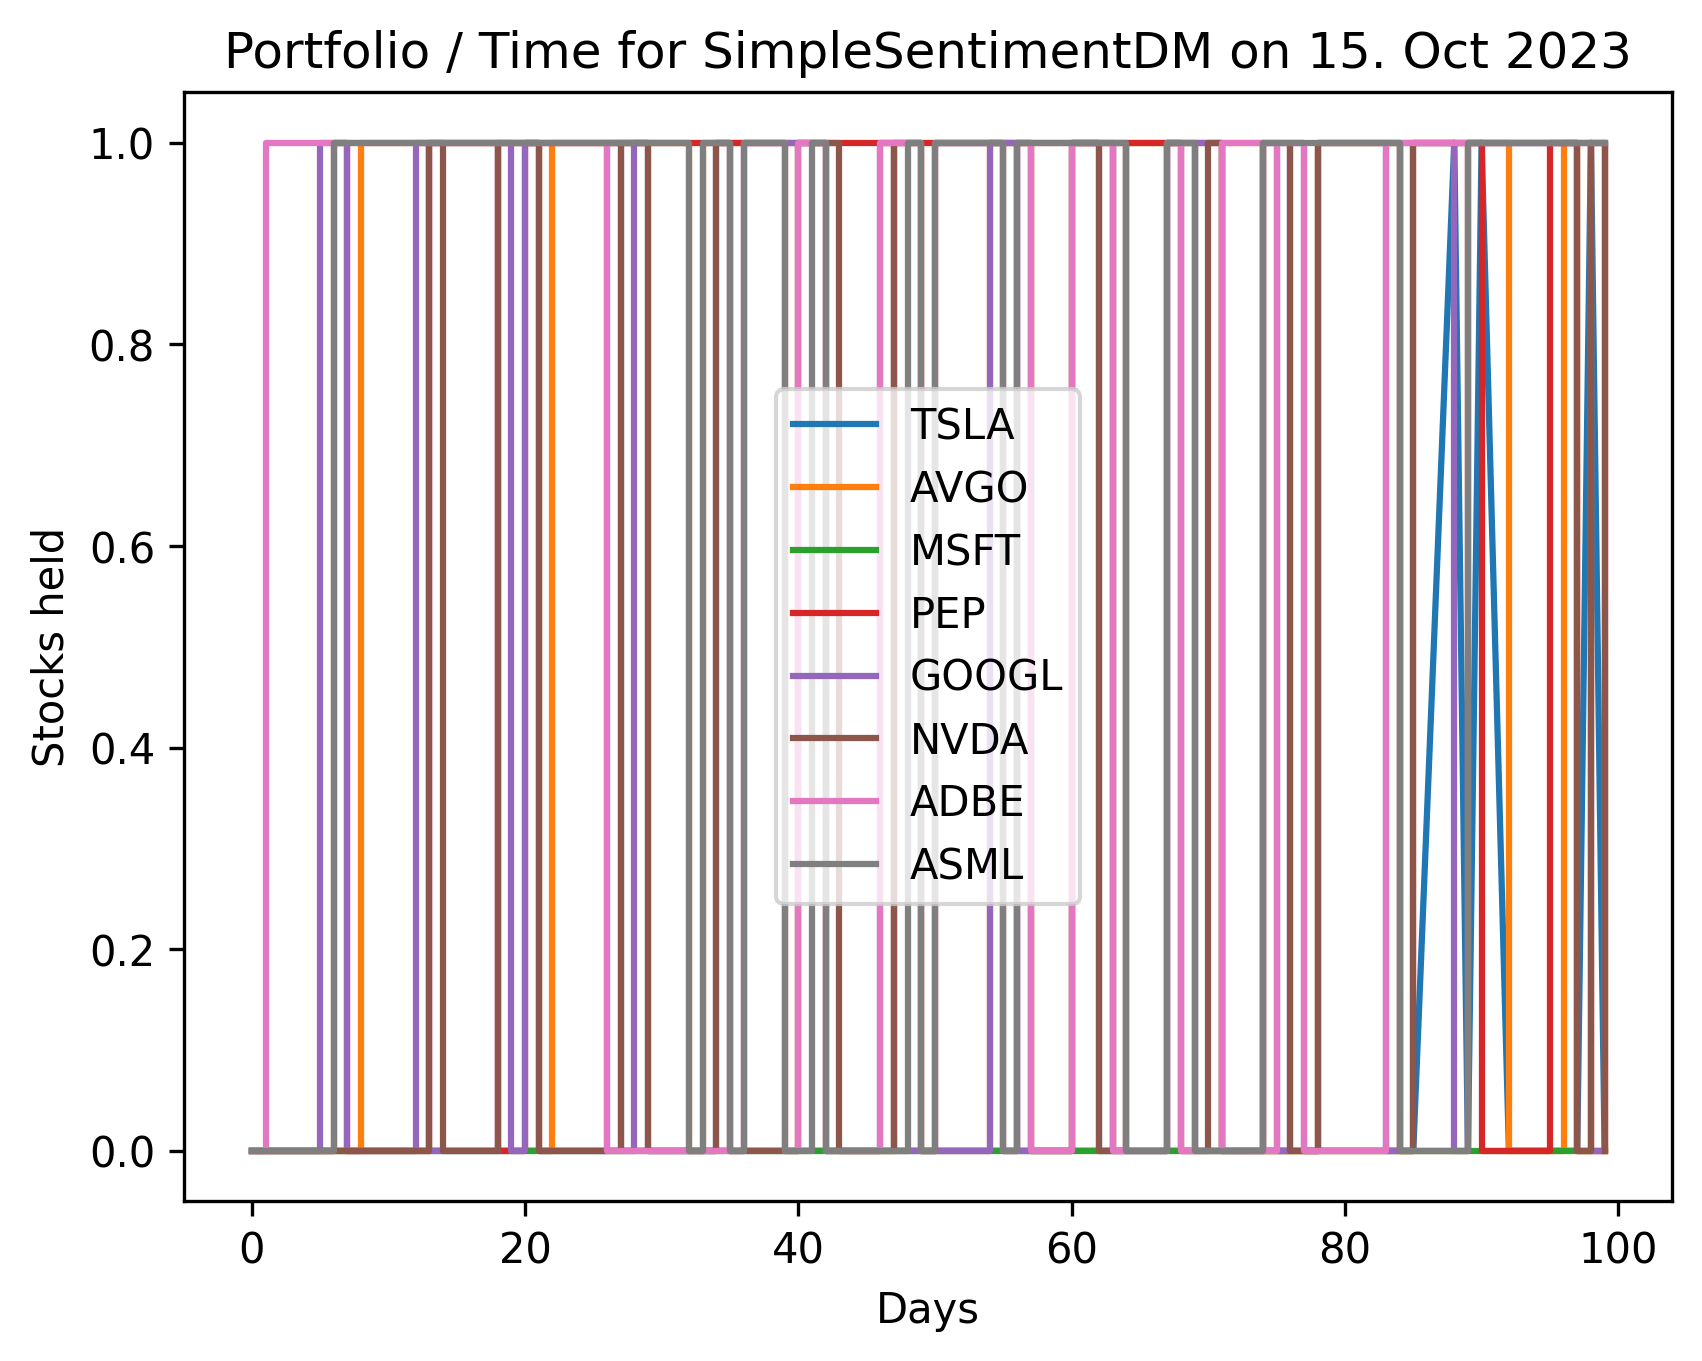 Portfolio / Time for SimpleSentimentDM on 15. Oct 2023
1.0
0.8
0.6
0.4
0.2
0.0
Stocks held
TSLA
AVGO
MSFT
PEP
GOOGL
NVDA
ADBE
ASML
0 20 40 60 80 100
Days